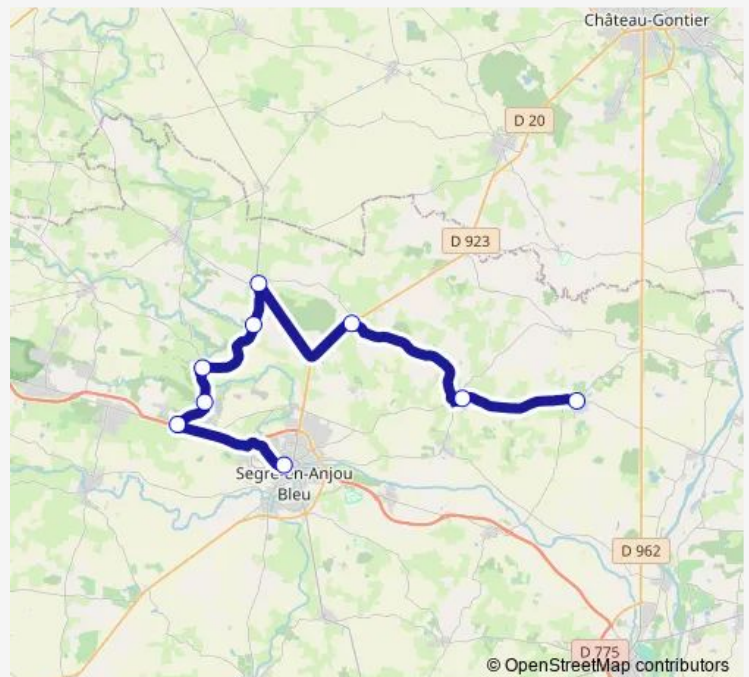 Château-Gontier
D 20
D 923
Segré-en-Anjou
Bleu
D 962
D 775
© OpenStreetMap contributors